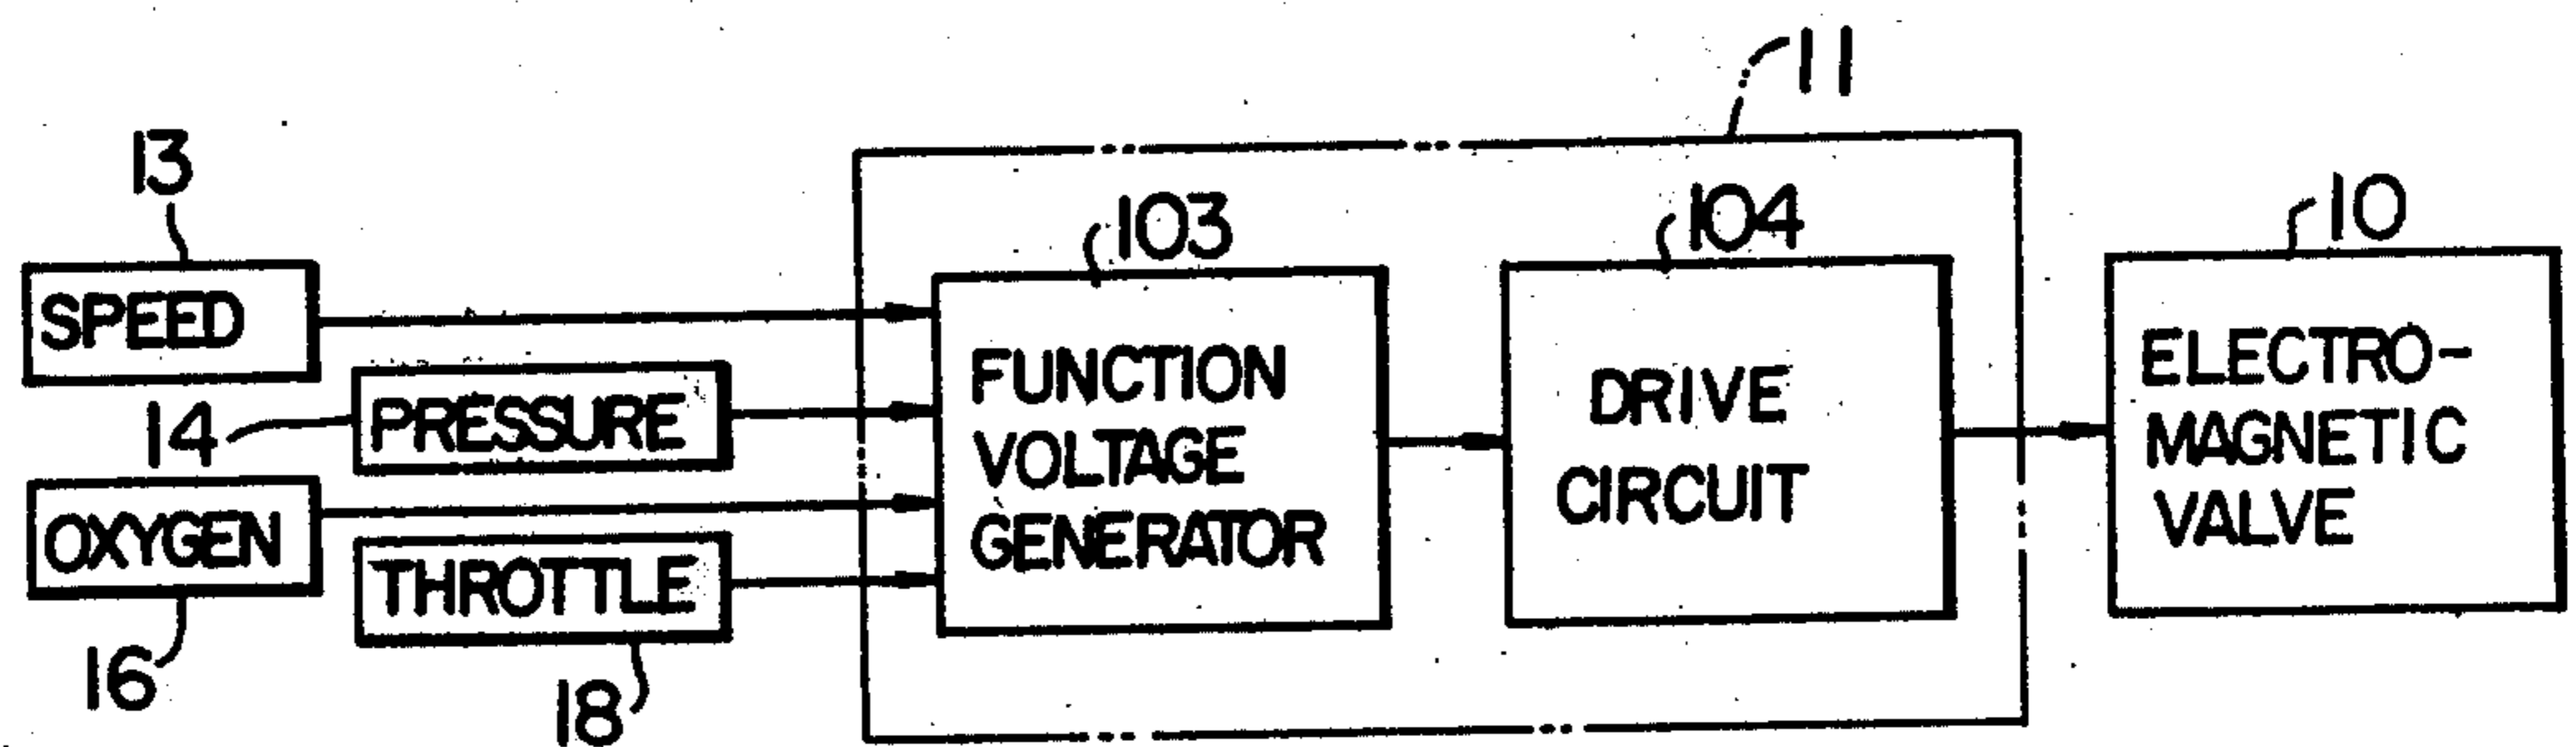 11
13
103
104
10
SPEED
PRESSURE
14
OXYGEN
THROTTLE
16
18
FUNCTION
VOLTAGE
GENERATOR
DRIVE
CIRCUIT
ELECTRO-
MAGNETIC
VALVE